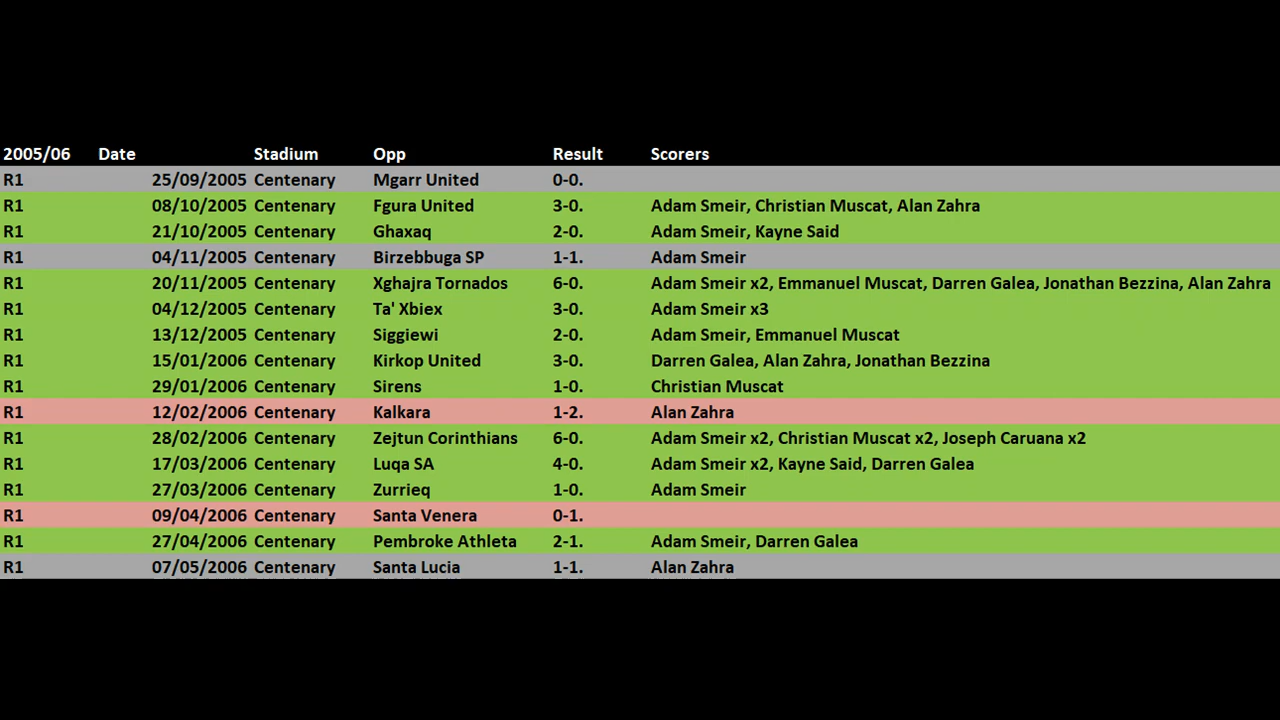 2005/06 Date Stadium Opp Result Scorers
R1 25/09/2005 Centenary Mgarr United 0-0.
R1 08/10/2005 Centenary Fgura United 3-0. Adam Smeir, Christian Muscat, Alan Zahra
R1 21/10/2005 Centenary Ghaxaq 2-0. Adam Smeir, Kayne Said
R1 04/11/2005 Centenary Birzebbuga SP 1-1. Adam Smeir
R1 20/11/2005 Centenary Xghajra Tornados 6-0. Adam Smeir x2, Emmanuel Muscat, Darren Galea, Jonathan Bezzina, Alan Zahra
R1 04/12/2005 Centenary Ta' Xbiex 3-0. Adam Smeir x3
R1 13/12/2005 Centenary Siggiewi 2-0. Adam Smeir, Emmanuel Muscat
R1 15/01/2006 Centenary Kirkop United 3-0. Darren Galea, Alan Zahra, Jonathan Bezzina
R1 29/01/2006 Centenary Sirens 1-0. Christian Muscat
R1 12/02/2006 Centenary Kalkara 1-2. Alan Zahra
R1 28/02/2006 Centenary Zejtun Corinthians 6-0. Adam Smeir x2, Christian Muscat x2, Joseph Caruana x2
R1 17/03/2006 Centenary Luqa SA 4-0. Adam Smeir x2, Kayne Said, Darren Galea
R1 27/03/2006 Centenary Zurrieq 1-0. Adam Smeir
R1 09/04/2006 Centenary Santa Venera 0-1.
R1 27/04/2006 Centenary Pembroke Athleta 2-1. Adam Smeir, Darren Galea
R1 07/05/2006 Centenary Santa Lucia 1-1. Alan Zahra